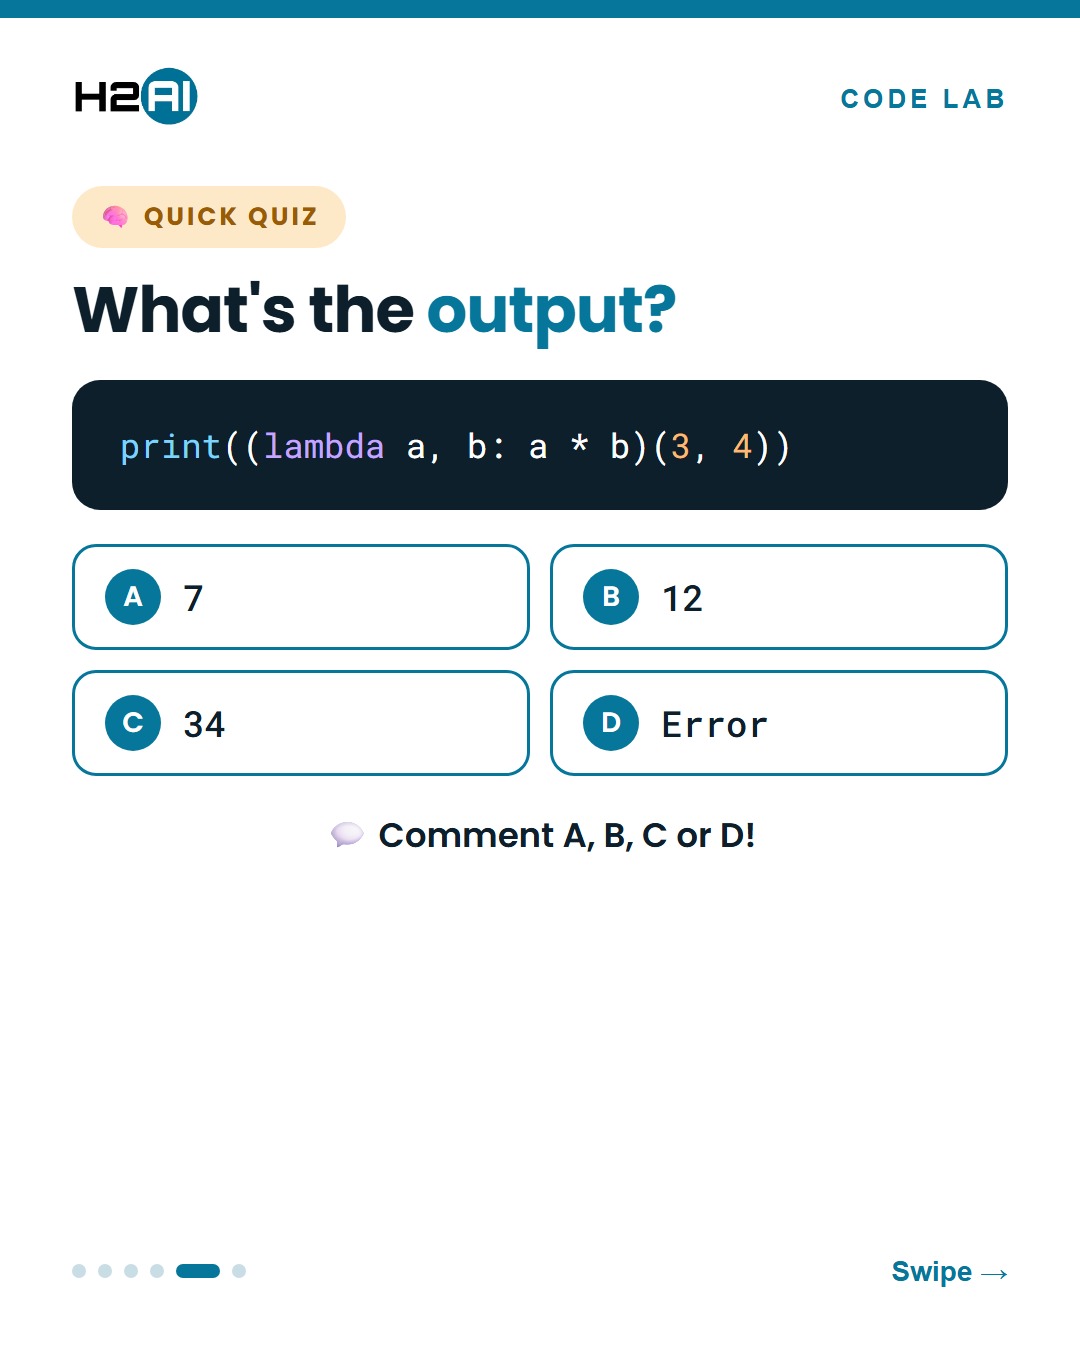 H2AI
CODE LAB
🧠 QUICK QUIZ
What's the output?
print((lambda a, b: a * b)(3, 4))
A 7
B 12
C 34
D Error
💬 Comment A, B, C or D!
Swipe →